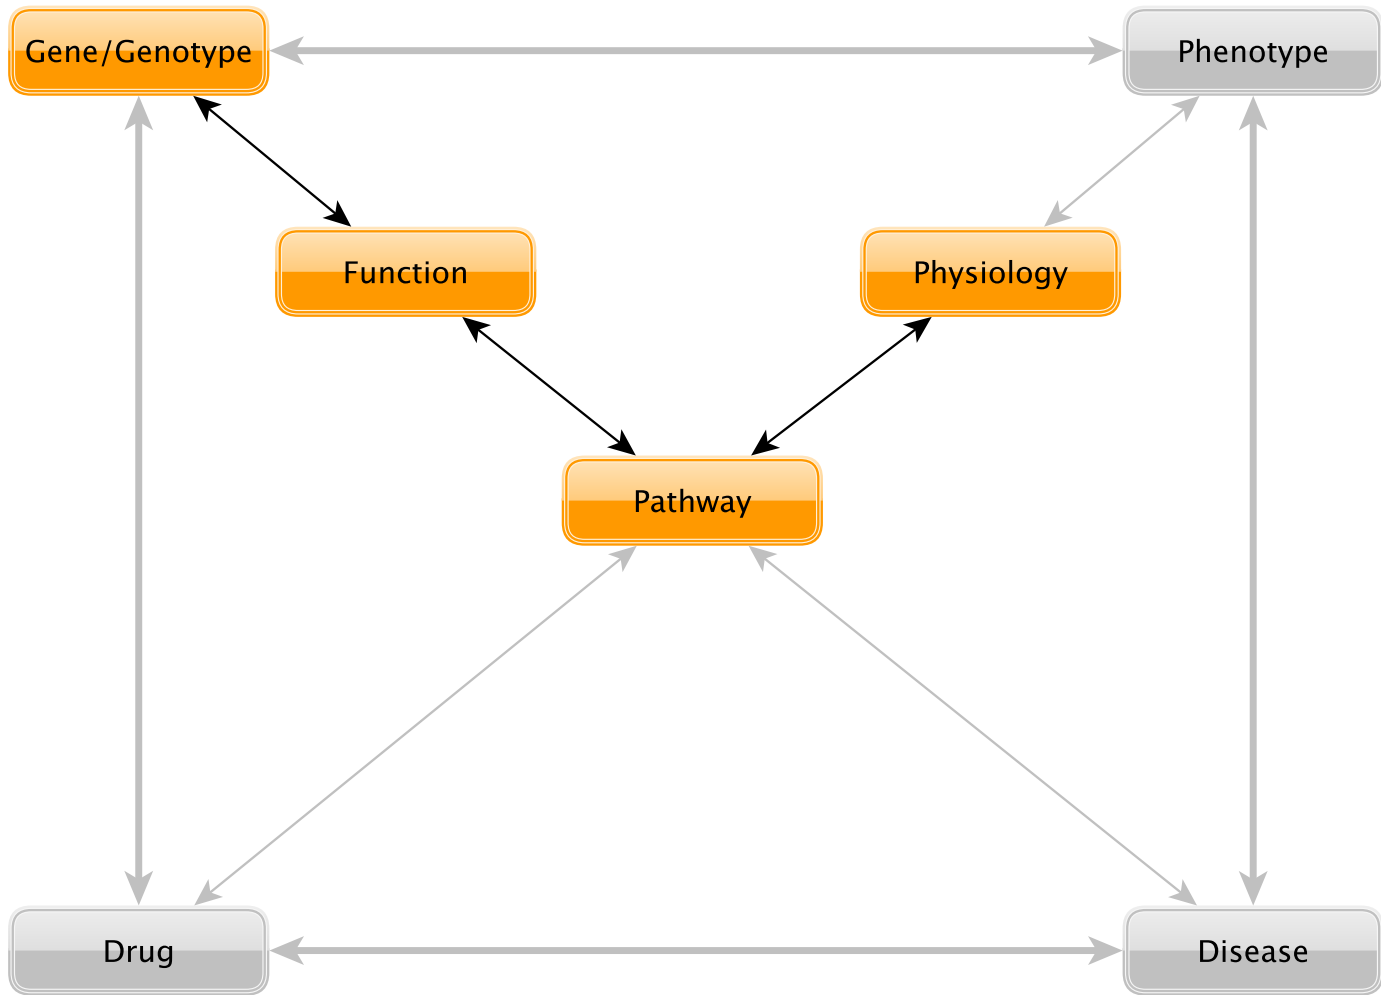 Gene/Genotype
Phenotype
Function
Physiology
Pathway
Drug
Disease